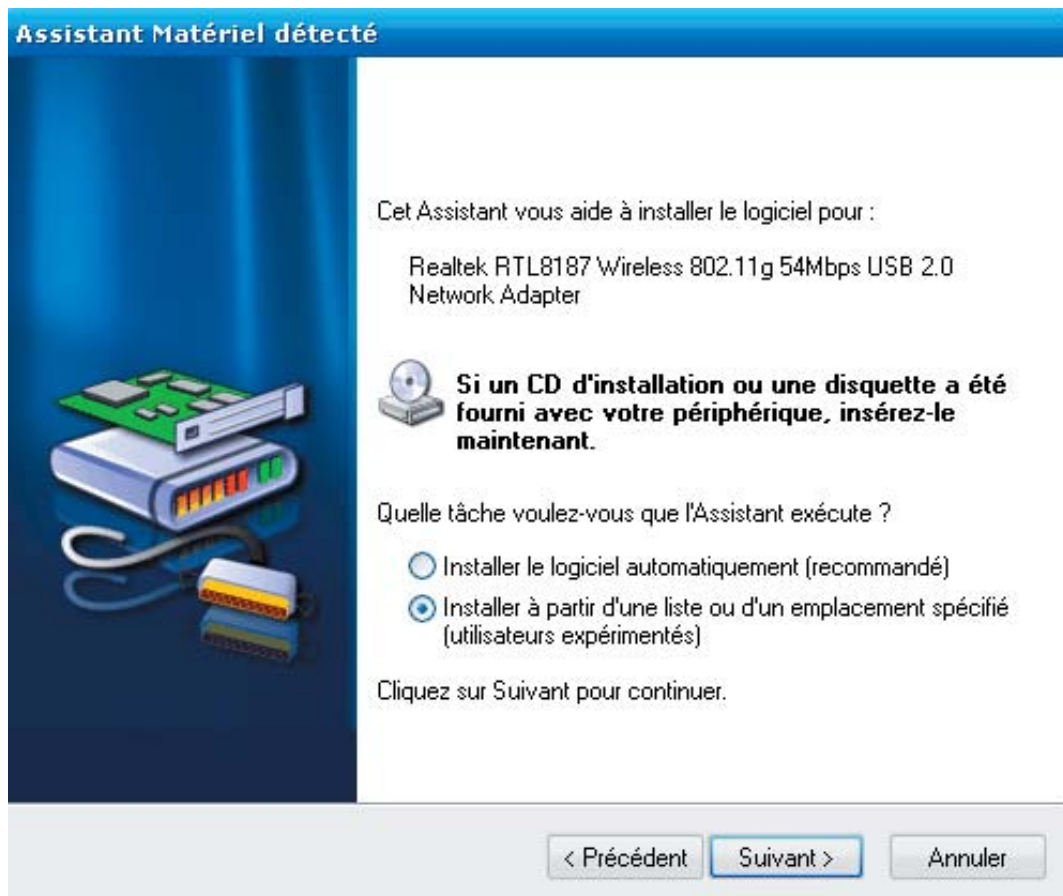 Assistant Matériel détecté
Cet Assistant vous aide à installer le logiciel pour :
Realtek RTL8187 Wireless 802.11g 54Mbps USB 2.0
Network Adapter
Si un CD d'installation ou une disquette a été
fourni avec votre périphérique, insérez-le
maintenant.
Quelle tâche voulez-vous que l'Assistant exécute ?
Installer le logiciel automatiquement (recommandé)
Installer à partir d'une liste ou d'un emplacement spécifié
(utilisateurs expérimentés)
Cliquez sur Suivant pour continuer.
< Précédent Suivant > Annuler